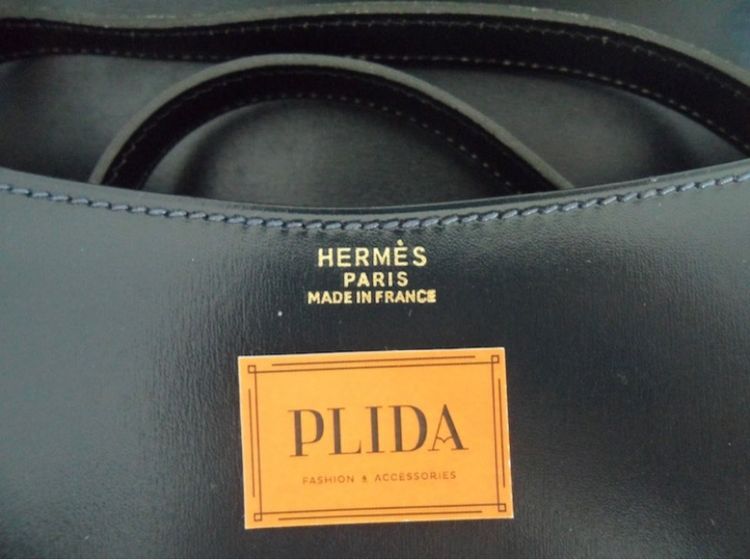 HERMÈS
PARIS
MADE IN FRANCE
PLIDA
FASHION & ACCESSORIES